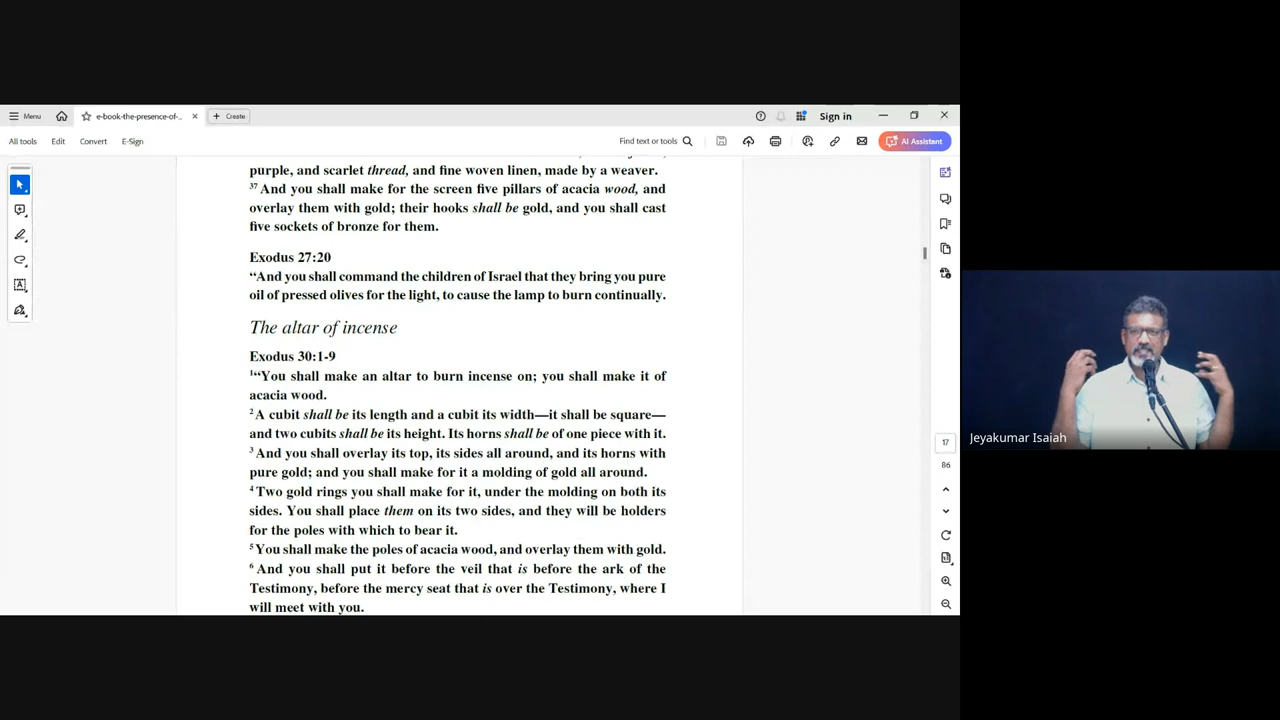 Menu
e-book-the-presence-of-...
Create
Sign in
All tools
Edit
Convert
E-Sign
Find text or tools
AI Assistant
purple, and scarlet thread, and fine woven linen, made by a weaver.
37 And you shall make for the screen five pillars of acacia wood, and
overlay them with gold; their hooks shall be gold, and you shall cast
five sockets of bronze for them.
Exodus 27:20
“And you shall command the children of Israel that they bring you pure
oil of pressed olives for the light, to cause the lamp to burn continually.
The altar of incense
Exodus 30:1-9
1“You shall make an altar to burn incense on; you shall make it of
acacia wood.
2 A cubit shall be its length and a cubit its width—it shall be square—
and two cubits shall be its height. Its horns shall be of one piece with it.
3 And you shall overlay its top, its sides all around, and its horns with
pure gold; and you shall make for it a molding of gold all around.
4 Two gold rings you shall make for it, under the molding on both its
sides. You shall place them on its two sides, and they will be holders
for the poles with which to bear it.
5 You shall make the poles of acacia wood, and overlay them with gold.
6 And you shall put it before the veil that is before the ark of the
Testimony, before the mercy seat that is over the Testimony, where I
will meet with you.
17
86
Jeyakumar Isaiah